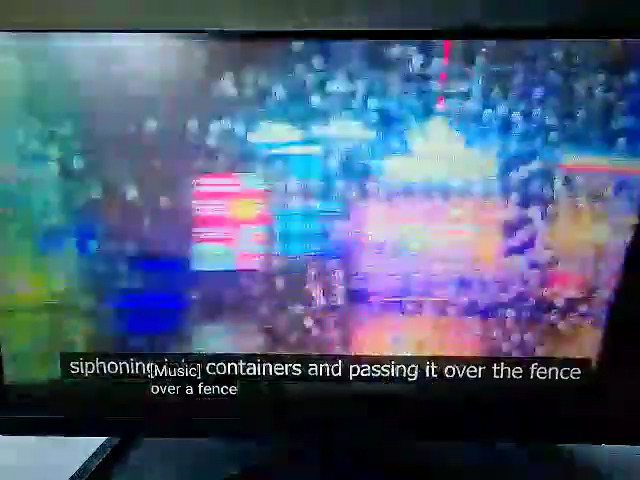 siphoning containers and passing it over the fence
[Music]
over a fence